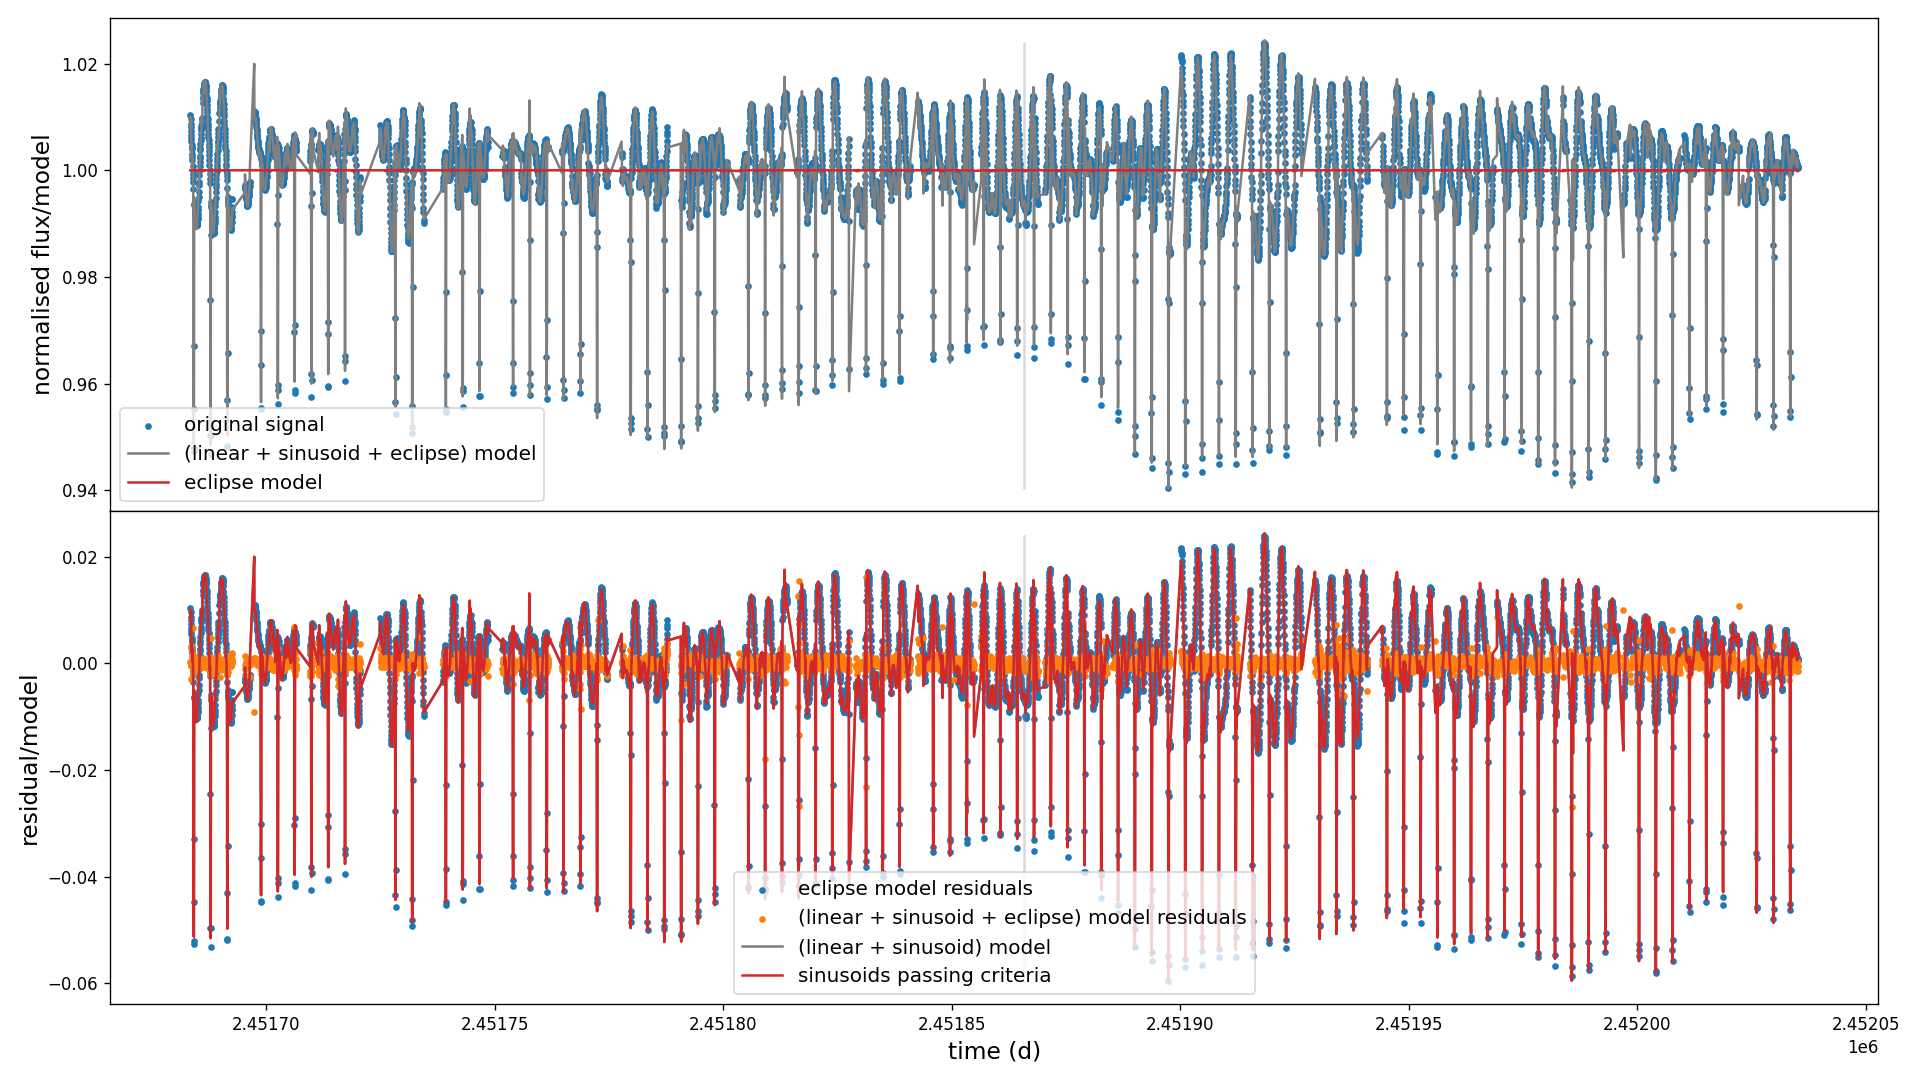 normalised flux/model
1.02
1.00
0.98
0.96
0.94
original signal
(linear + sinusoid + eclipse) model
eclipse model
residual/model
0.02
0.00
−0.02
−0.04
−0.06
eclipse model residuals
(linear + sinusoid + eclipse) model residuals
(linear + sinusoid) model
sinusoids passing criteria
2.45170 2.45175 2.45180 2.45185 2.45190 2.45195 2.45200 2.45205
time (d)
1e6